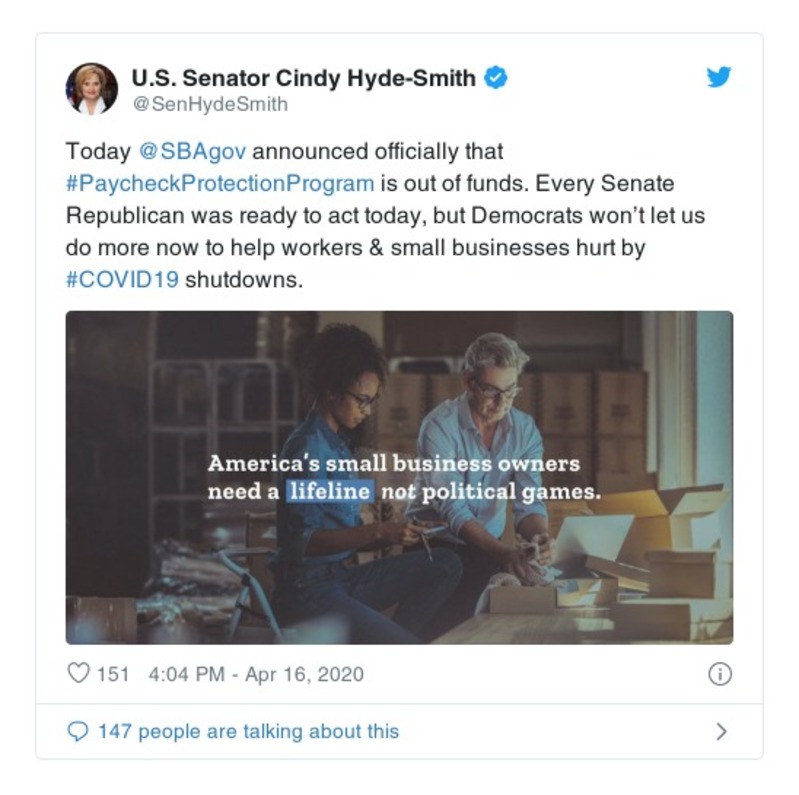 U.S. Senator Cindy Hyde-Smith
@SenHydeSmith
Today @SBAgov announced officially that
#PaycheckProtectionProgram is out of funds. Every Senate
Republican was ready to act today, but Democrats won’t let us
do more now to help workers & small businesses hurt by
#COVID19 shutdowns.
America's small business owners
need a lifeline not political games.
151 4:04 PM - Apr 16, 2020
147 people are talking about this